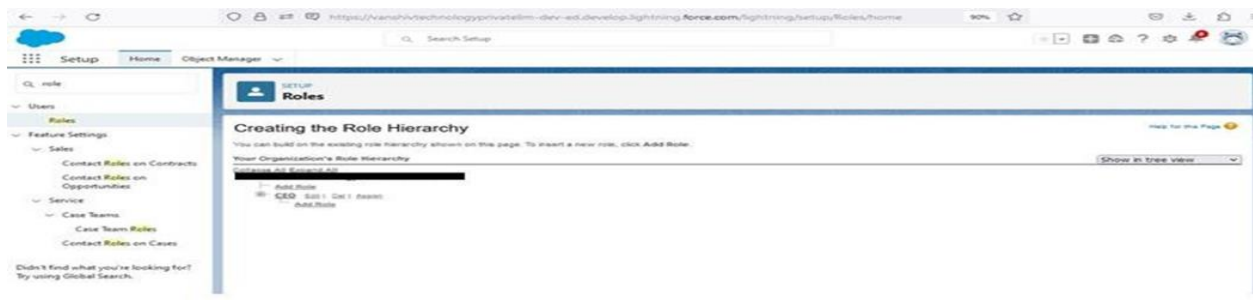 https://vanshivtechnologyprivatelim-dev-ed.develop.lightning.force.com/lightning/setup/Roles/home
90%
Search Setup
Setup
Home
Object Manager
role
Users
Roles
Feature Settings
Sales
Contact Roles on Contracts
Contact Roles on
Opportunities
Service
Case Teams
Case Team Roles
Contact Roles on Cases
Didn't find what you're looking for?
Try using Global Search.
SETUP
Roles
Creating the Role Hierarchy
Help for this Page
You can build on the existing role hierarchy shown on this page. To insert a new role, click Add Role.
Your Organization's Role Hierarchy
Show in tree view
Collapse All Expand All
Add Role
CEO Edit | Del | Assign
Add Role